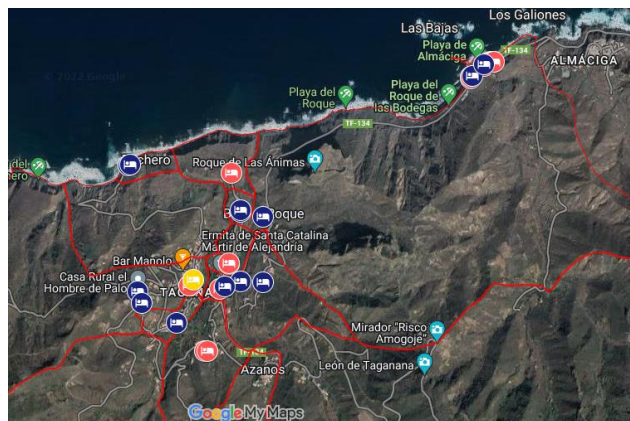 Los Galiones
Las Bajas
Playa de
Almáciga
TF-134
ALMÁCIGA
© 2022 Google
Playa del
Roque
Playa del
Roque de
las Bodegas
TF-134
Roque de Las Ánimas
Ermita de Santa Catalina
Mártir de Alejandría
Bar Manolo
Casa Rural el
Hombre de Palo
Mirador "Risco
Amogoje"
León de Taganana
Azanos
Google My Maps